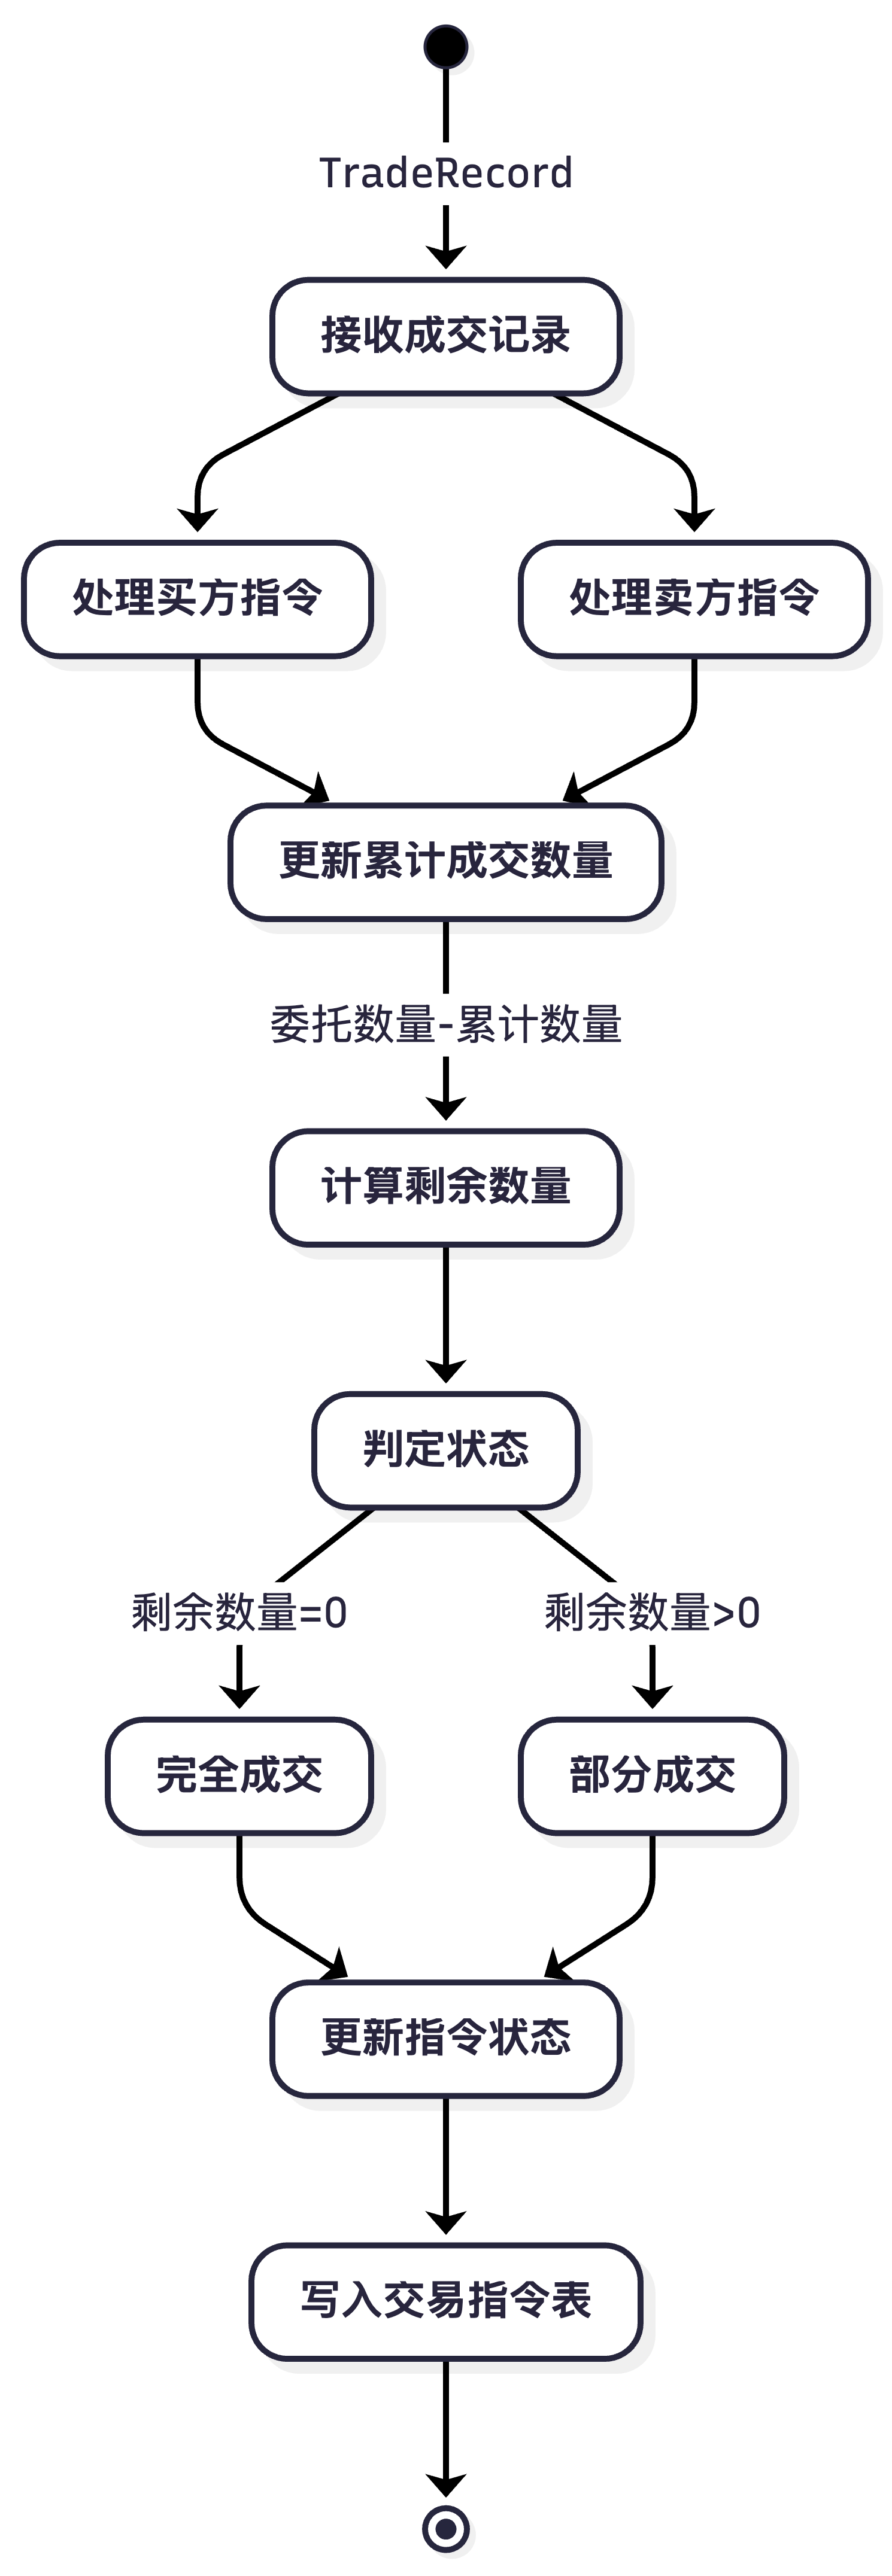 TradeRecord
接收成交记录
处理买方指令
处理卖方指令
更新累计成交数量
委托数量-累计数量
计算剩余数量
判定状态
剩余数量=0
剩余数量>0
完全成交
部分成交
更新指令状态
写入交易指令表